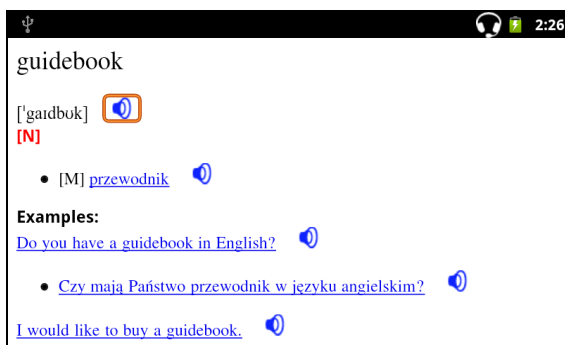 2:26
guidebook
[ˈgaɪdbʊk]
[N]
• [M] przewodnik
Examples:
Do you have a guidebook in English?
• Czy mają Państwo przewodnik w języku angielskim?
I would like to buy a guidebook.